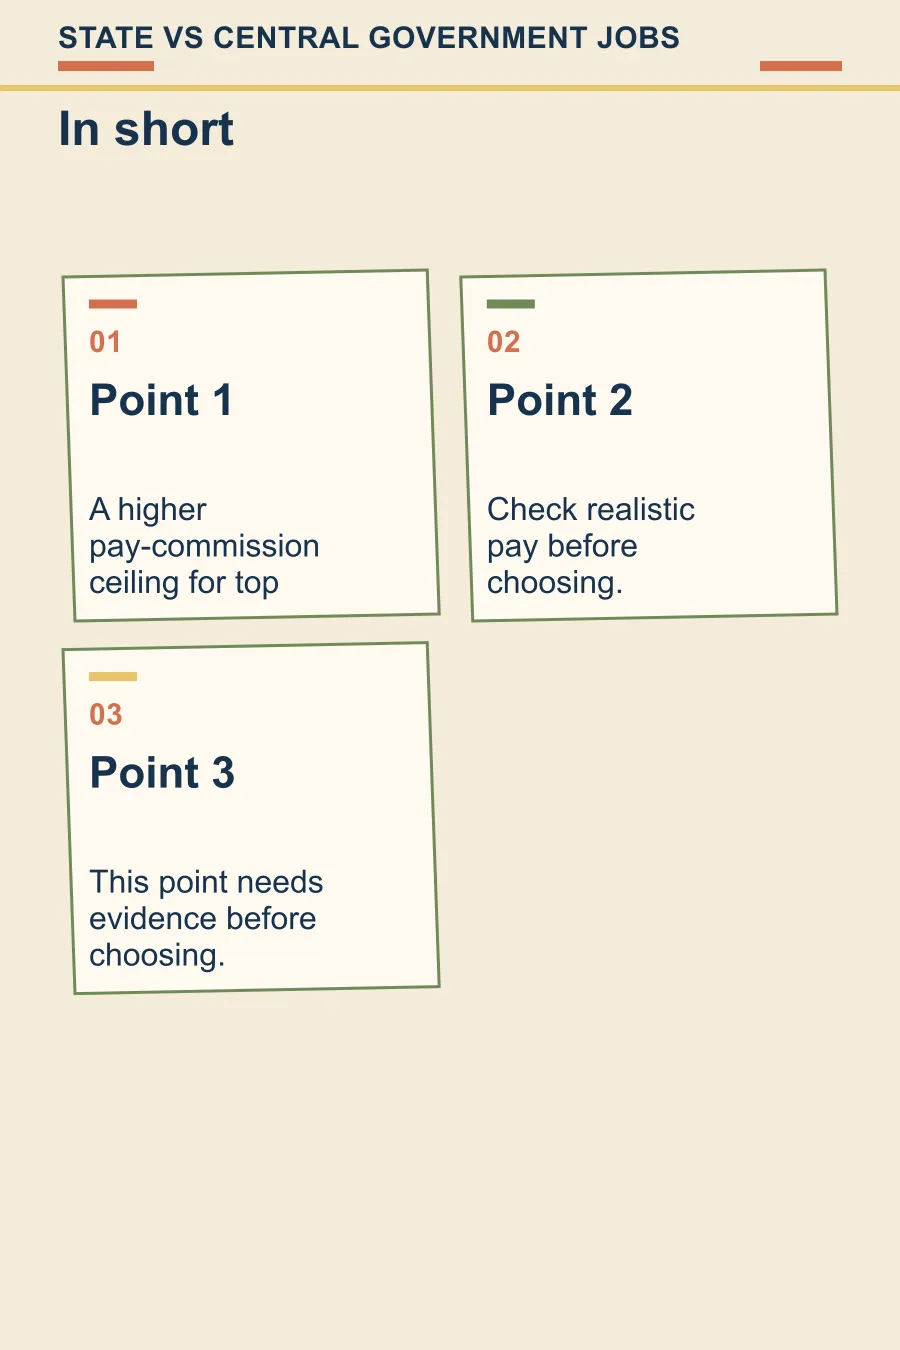 STATE VS CENTRAL GOVERNMENT JOBS
In short
01
Point 1
A higher
pay-commission
ceiling for top
02
Point 2
Check realistic
pay before
choosing.
03
Point 3
This point needs
evidence before
choosing.